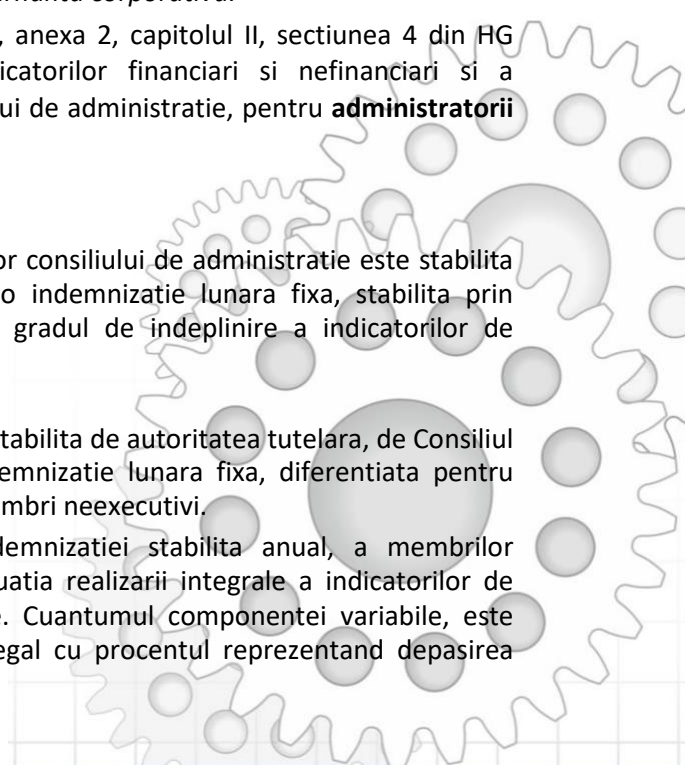 , anexa 2, capitolul II, sectiunea 4 din HG
icatorilor financiari si nefinanciari si a
ui de administratie, pentru administratorii
or consiliului de administratie este stabilita
o indemnizatie lunara fixa, stabilita prin
gradul de indeplinire a indicatorilor de
tabilita de autoritatea tutelara, de Consiliul
emnizatie lunara fixa, diferentiata pentru
mbri neexecutivi.
demnizatiei stabilita anual, a membrilor
uatia realizarii integrale a indicatorilor de
e. Cuantumul componentei variabile, este
egal cu procentul reprezentand depasirea